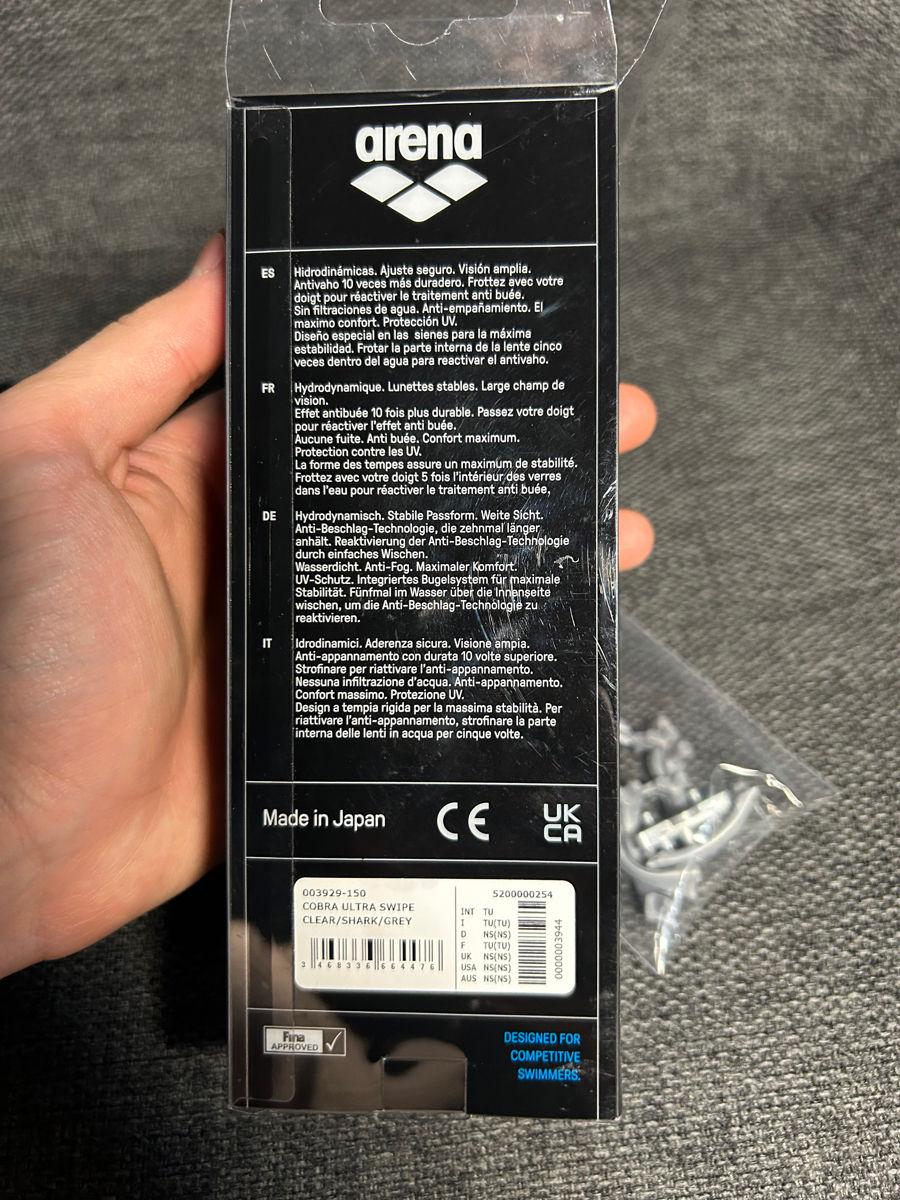 arena
ES
Hidrodinámicas. Ajuste seguro. Visión amplia.
Antivaho 10 veces más duradero. Frottez avec votre
doigt pour réactiver le traitement anti buée.
Sin filtraciones de agua. Anti-empañamiento. El
maximo confort. Protección UV.
Diseño especial en las sienes para la máxima
estabilidad. Frotar la parte interna de la lente cinco
veces dentro del agua para reactivar el antivaho.
FR
Hydrodynamique. Lunettes stables. Large champ de
vision.
Effet antibuée 10 fois plus durable. Passez votre doigt
pour réactiver l'effet anti buée.
Aucune fuite. Anti buée. Confort maximum.
Protection contre les UV.
La forme des tempes assure un maximum de stabilité.
Frottez avec votre doigt 5 fois l'intérieur des verres
dans l'eau pour réactiver le traitement anti buée,
DE
Hydrodynamisch. Stabile Passform. Weite Sicht.
Anti-Beschlag-Technologie, die zehnmal länger
anhält. Reaktivierung der Anti-Beschlag-Technologie
durch einfaches Wischen.
Wasserdicht. Anti-Fog. Maximaler Komfort.
UV-Schutz. Integriertes Bugelsystem für maximale
Stabilität. Fünfmal im Wasser über die Innenseite
wischen, um die Anti-Beschlag-Technologie zu
reaktivieren.
IT
Idrodinamici. Aderenza sicura. Visione ampia.
Anti-appannamento con durata 10 volte superiore.
Strofinare per riattivare l'anti-appannamento.
Nessuna infiltrazione d'acqua. Anti-appannamento.
Confort massimo. Protezione UV.
Design a tempia rigida per la massima stabilità. Per
riattivare l'anti-appannamento, strofinare la parte
interna delle lenti in acqua per cinque volte.
Made in Japan
CE
UK
CA
003929-150
COBRA ULTRA SWIPE
CLEAR/SHARK/GREY
3 468336 664476
5200000254
INT TU
I TU(TU)
D NS(NS)
F TU(TU)
UK NS(NS)
USA NS(NS)
AUS NS(NS)
0000003944
Fina
APPROVED
DESIGNED FOR
COMPETITIVE
SWIMMERS.